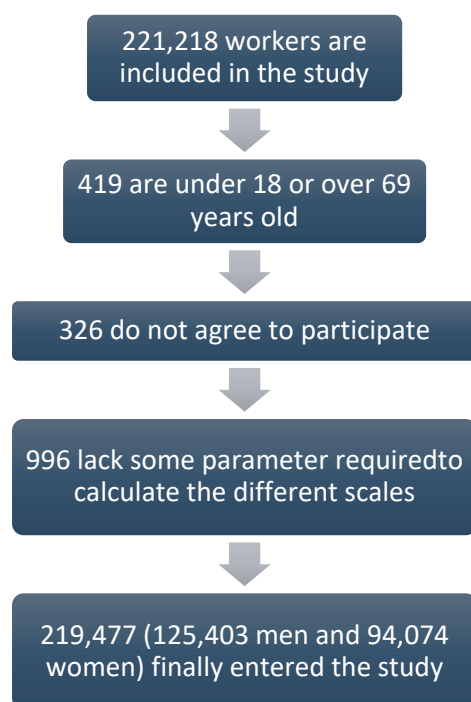 221,218 workers are
included in the study
419 are under 18 or over 69
years old
326 do not agree to participate
996 lack some parameter requiredto
calculate the different scales
219,477 (125,403 men and 94,074
women) finally entered the study